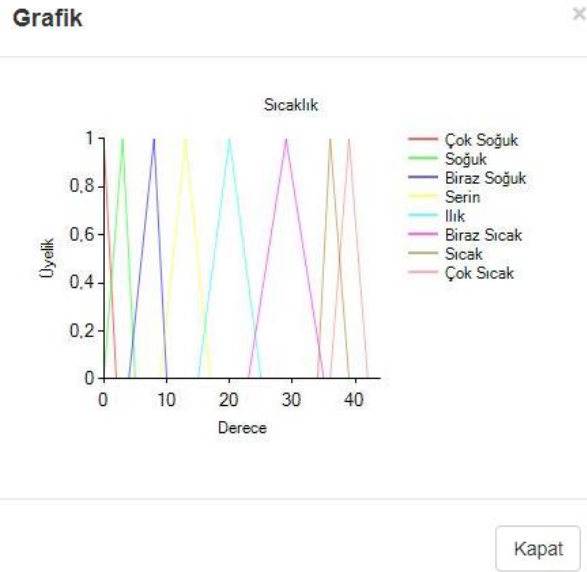 Grafik
×
Sıcaklık
Üyelik
1
0.8
0.6
0.4
0.2
0
0 10 20 30 40
Derece
Çok Soğuk
Soğuk
Biraz Soğuk
Serin
Ilık
Biraz Sıcak
Sıcak
Çok Sıcak
Kapat